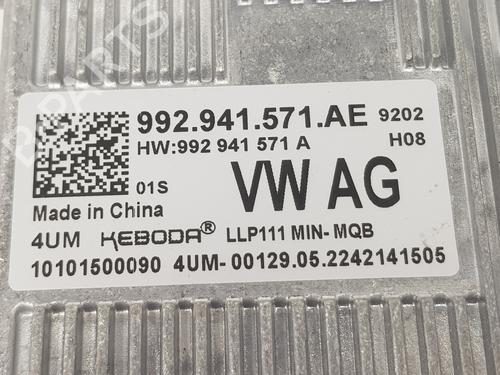 992.941.571.AE 9202
HW:992 941 571 A H08
01S VW AG
Made in China
4UM KEBODA® LLP111 MIN- MQB
10101500090 4UM- 00129.05.2242141505
B-PARTS